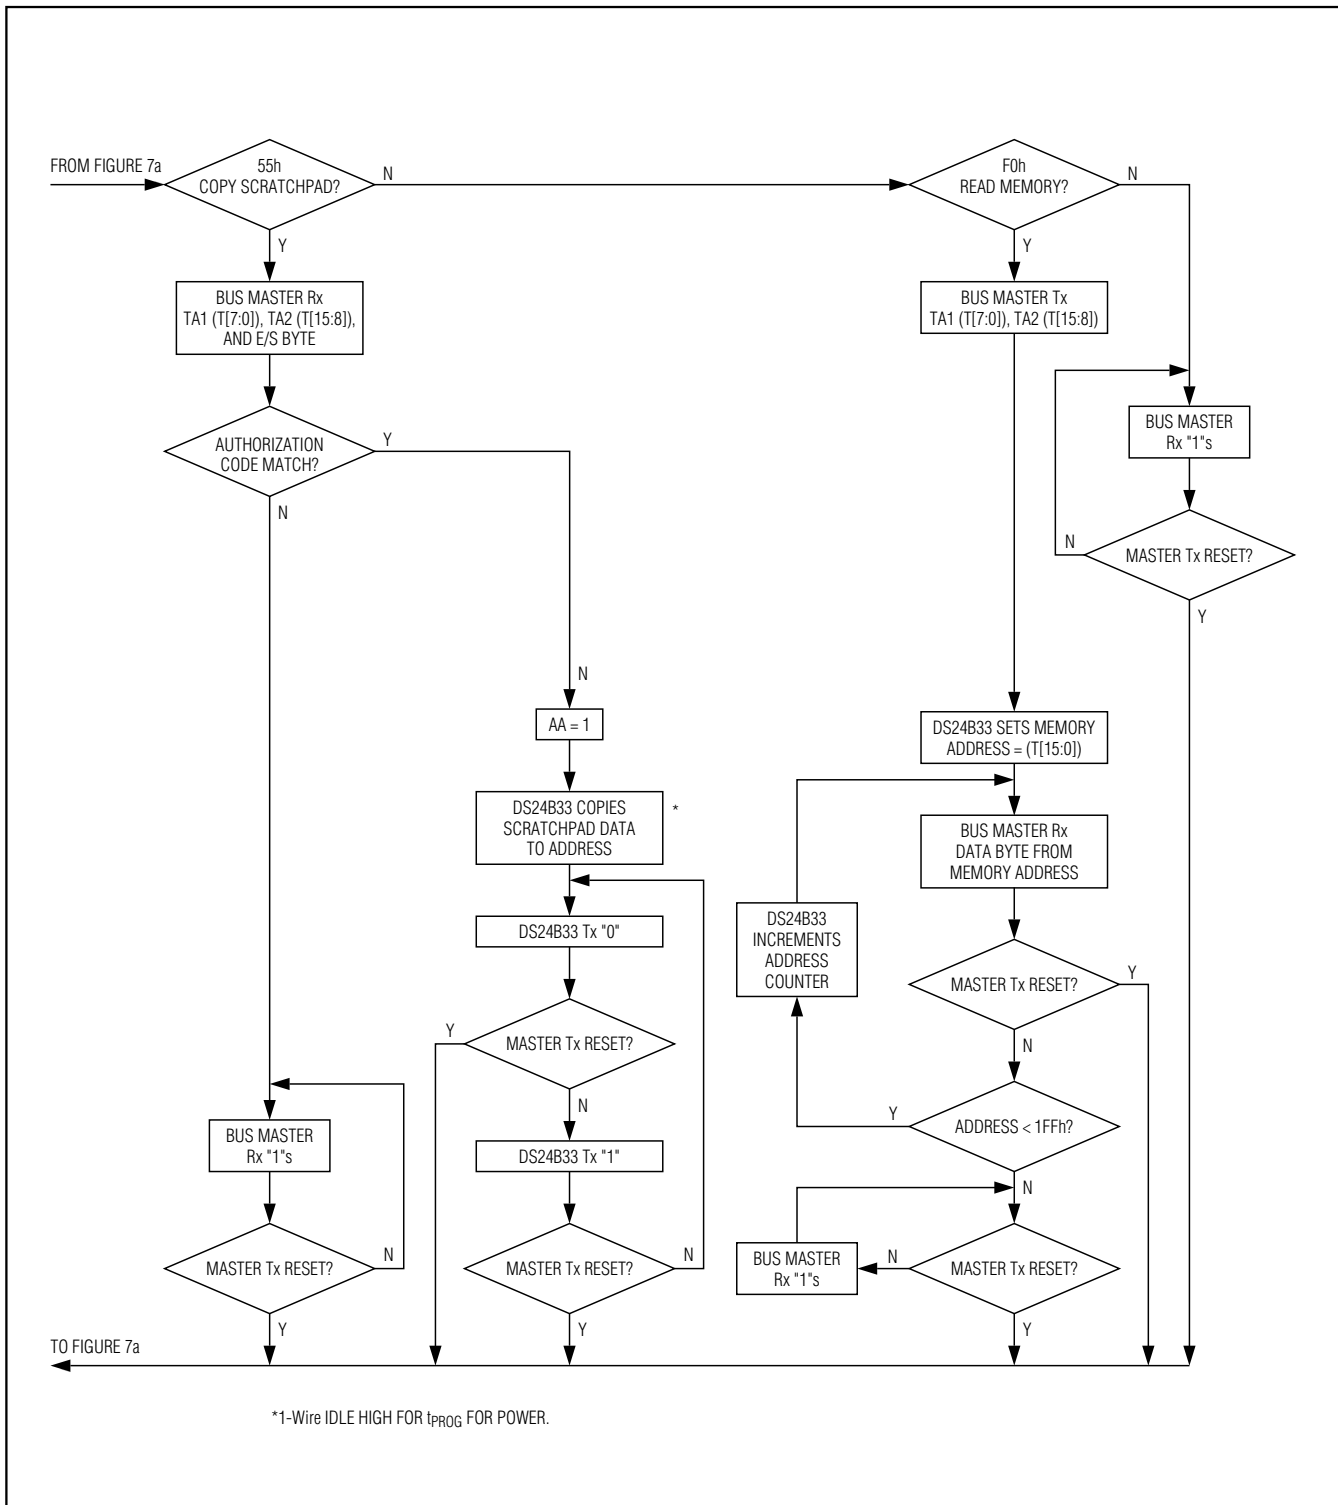 FROM FIGURE 7a
55h
COPY SCRATCHPAD?
N
Y
F0h
READ MEMORY?
N
Y
BUS MASTER Rx
TA1 (T[7:0]), TA2 (T[15:8]),
AND E/S BYTE
BUS MASTER Tx
TA1 (T[7:0]), TA2 (T[15:8])
AUTHORIZATION
CODE MATCH?
Y
N
BUS MASTER
Rx "1"s
N
MASTER Tx RESET?
Y
N
AA = 1
DS24B33 COPIES
SCRATCHPAD DATA
TO ADDRESS
*
DS24B33 SETS MEMORY
ADDRESS = (T[15:0])
BUS MASTER Rx
DATA BYTE FROM
MEMORY ADDRESS
DS24B33
INCREMENTS
ADDRESS
COUNTER
DS24B33 Tx "0"
MASTER Tx RESET?
Y
N
Y
MASTER Tx RESET?
N
DS24B33 Tx "1"
Y
ADDRESS < 1FFh?
N
BUS MASTER
Rx "1"s
MASTER Tx RESET?
N
Y
MASTER Tx RESET?
N
Y
BUS MASTER
Rx "1"s
N
MASTER Tx RESET?
Y
TO FIGURE 7a
*1-Wire IDLE HIGH FOR tPROG FOR POWER.